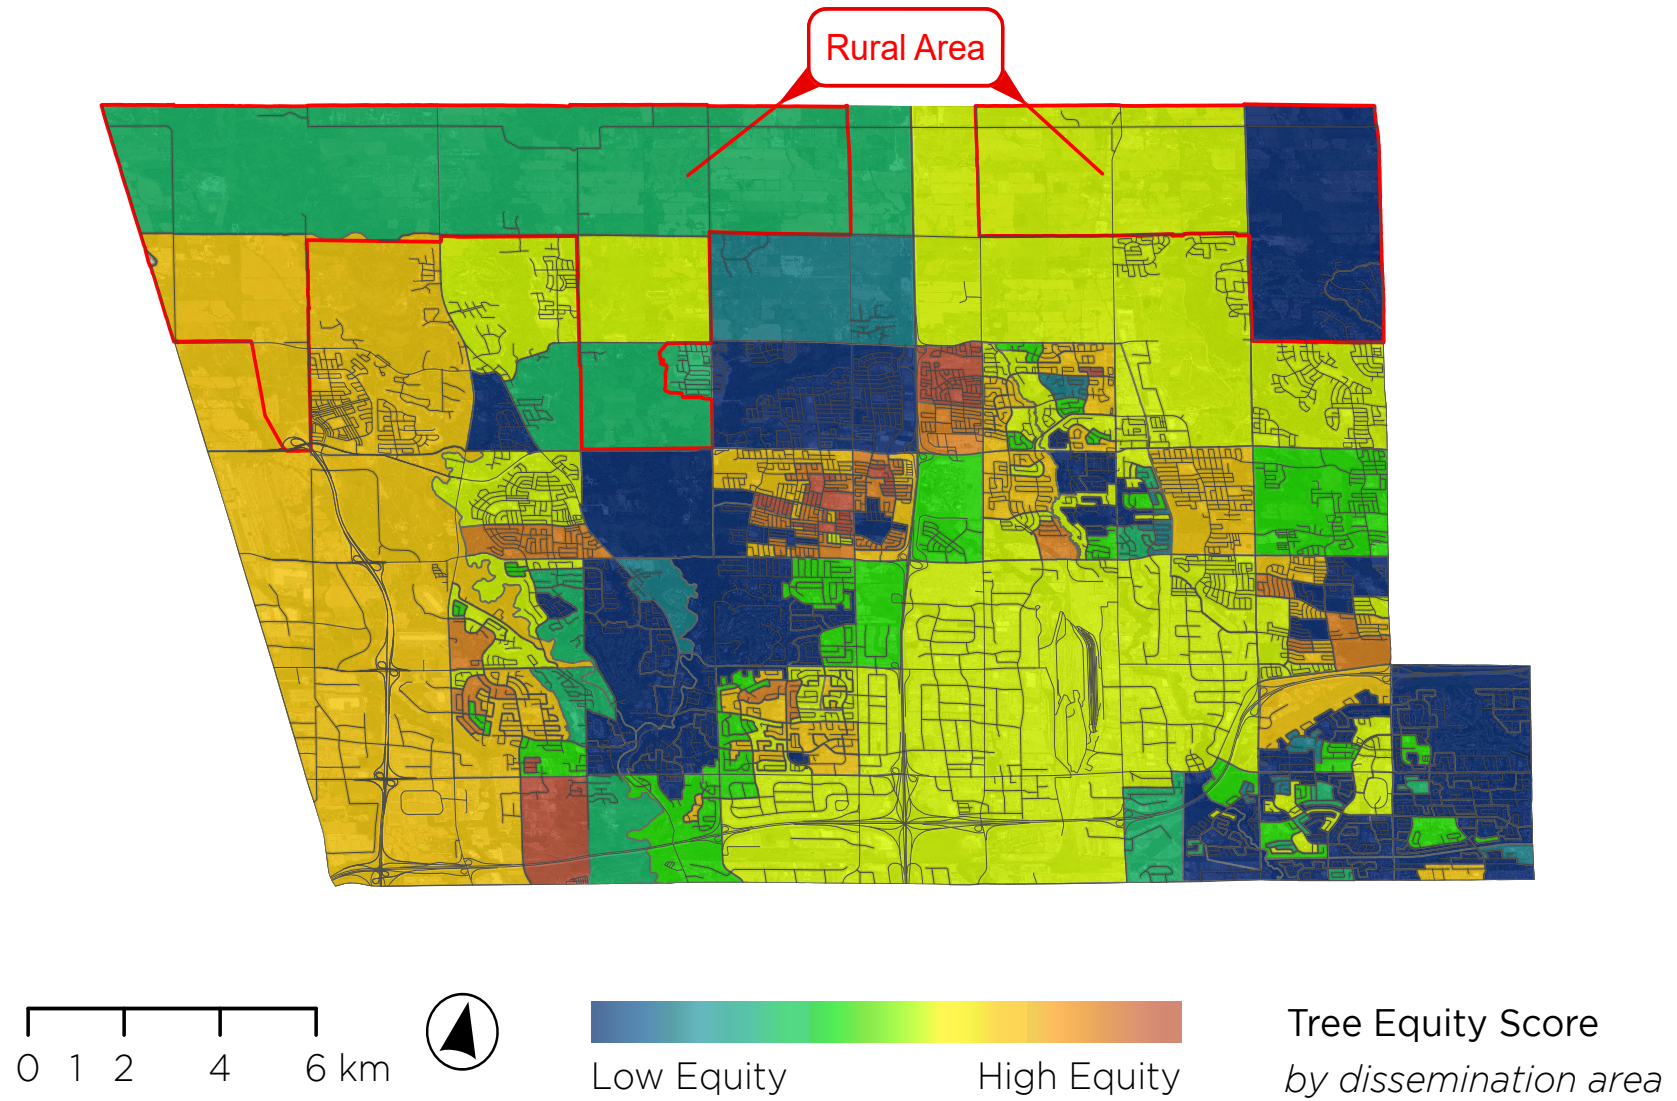 Rural Area
0 1 2 4 6 km
Low Equity High Equity
Tree Equity Score
by dissemination area